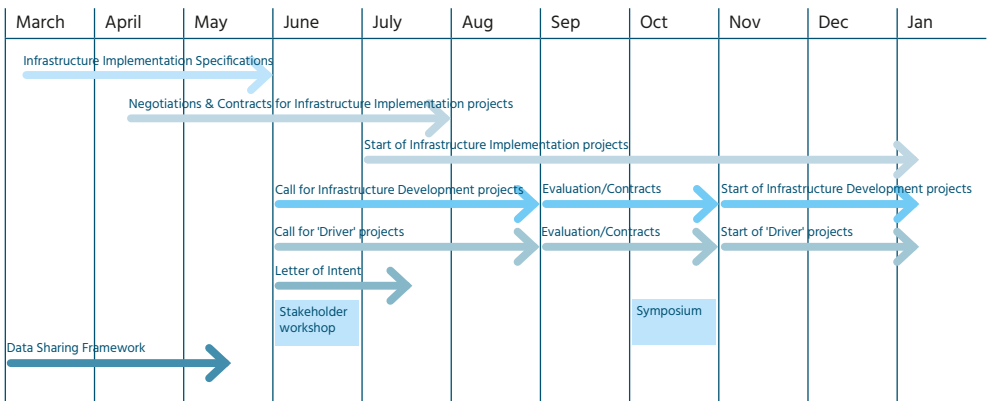 March April May June July Aug Sep Oct Nov Dec Jan
Infrastructure Implementation Specifications
Negotiations & Contracts for Infrastructure Implementation projects
Start of Infrastructure Implementation projects
Call for Infrastructure Development projects Evaluation/Contracts Start of Infrastructure Development projects
Call for 'Driver' projects Evaluation/Contracts Start of 'Driver' projects
Letter of Intent
Stakeholder
workshop
Symposium
Data Sharing Framework